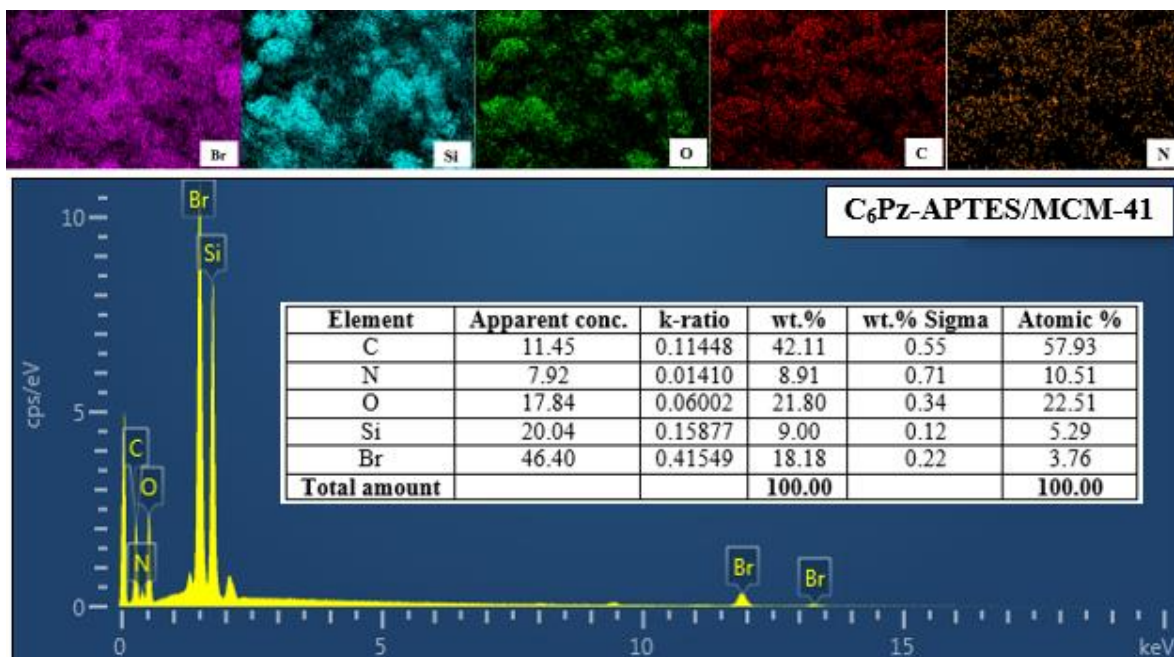 Br Si O C N
C₆Pz-APTES/MCM-41
10
Br
Si
Element Apparent conc. k-ratio wt.% wt.% Sigma Atomic %
C 11.45 0.11448 42.11 0.55 57.93
N 7.92 0.01410 8.91 0.71 10.51
O 17.84 0.06002 21.80 0.34 22.51
Si 20.04 0.15877 9.00 0.12 5.29
Br 46.40 0.41549 18.18 0.22 3.76
Total amount 100.00 100.00
cps/eV
5
C
O
N
Br Br
0
0 5 10 15 keV